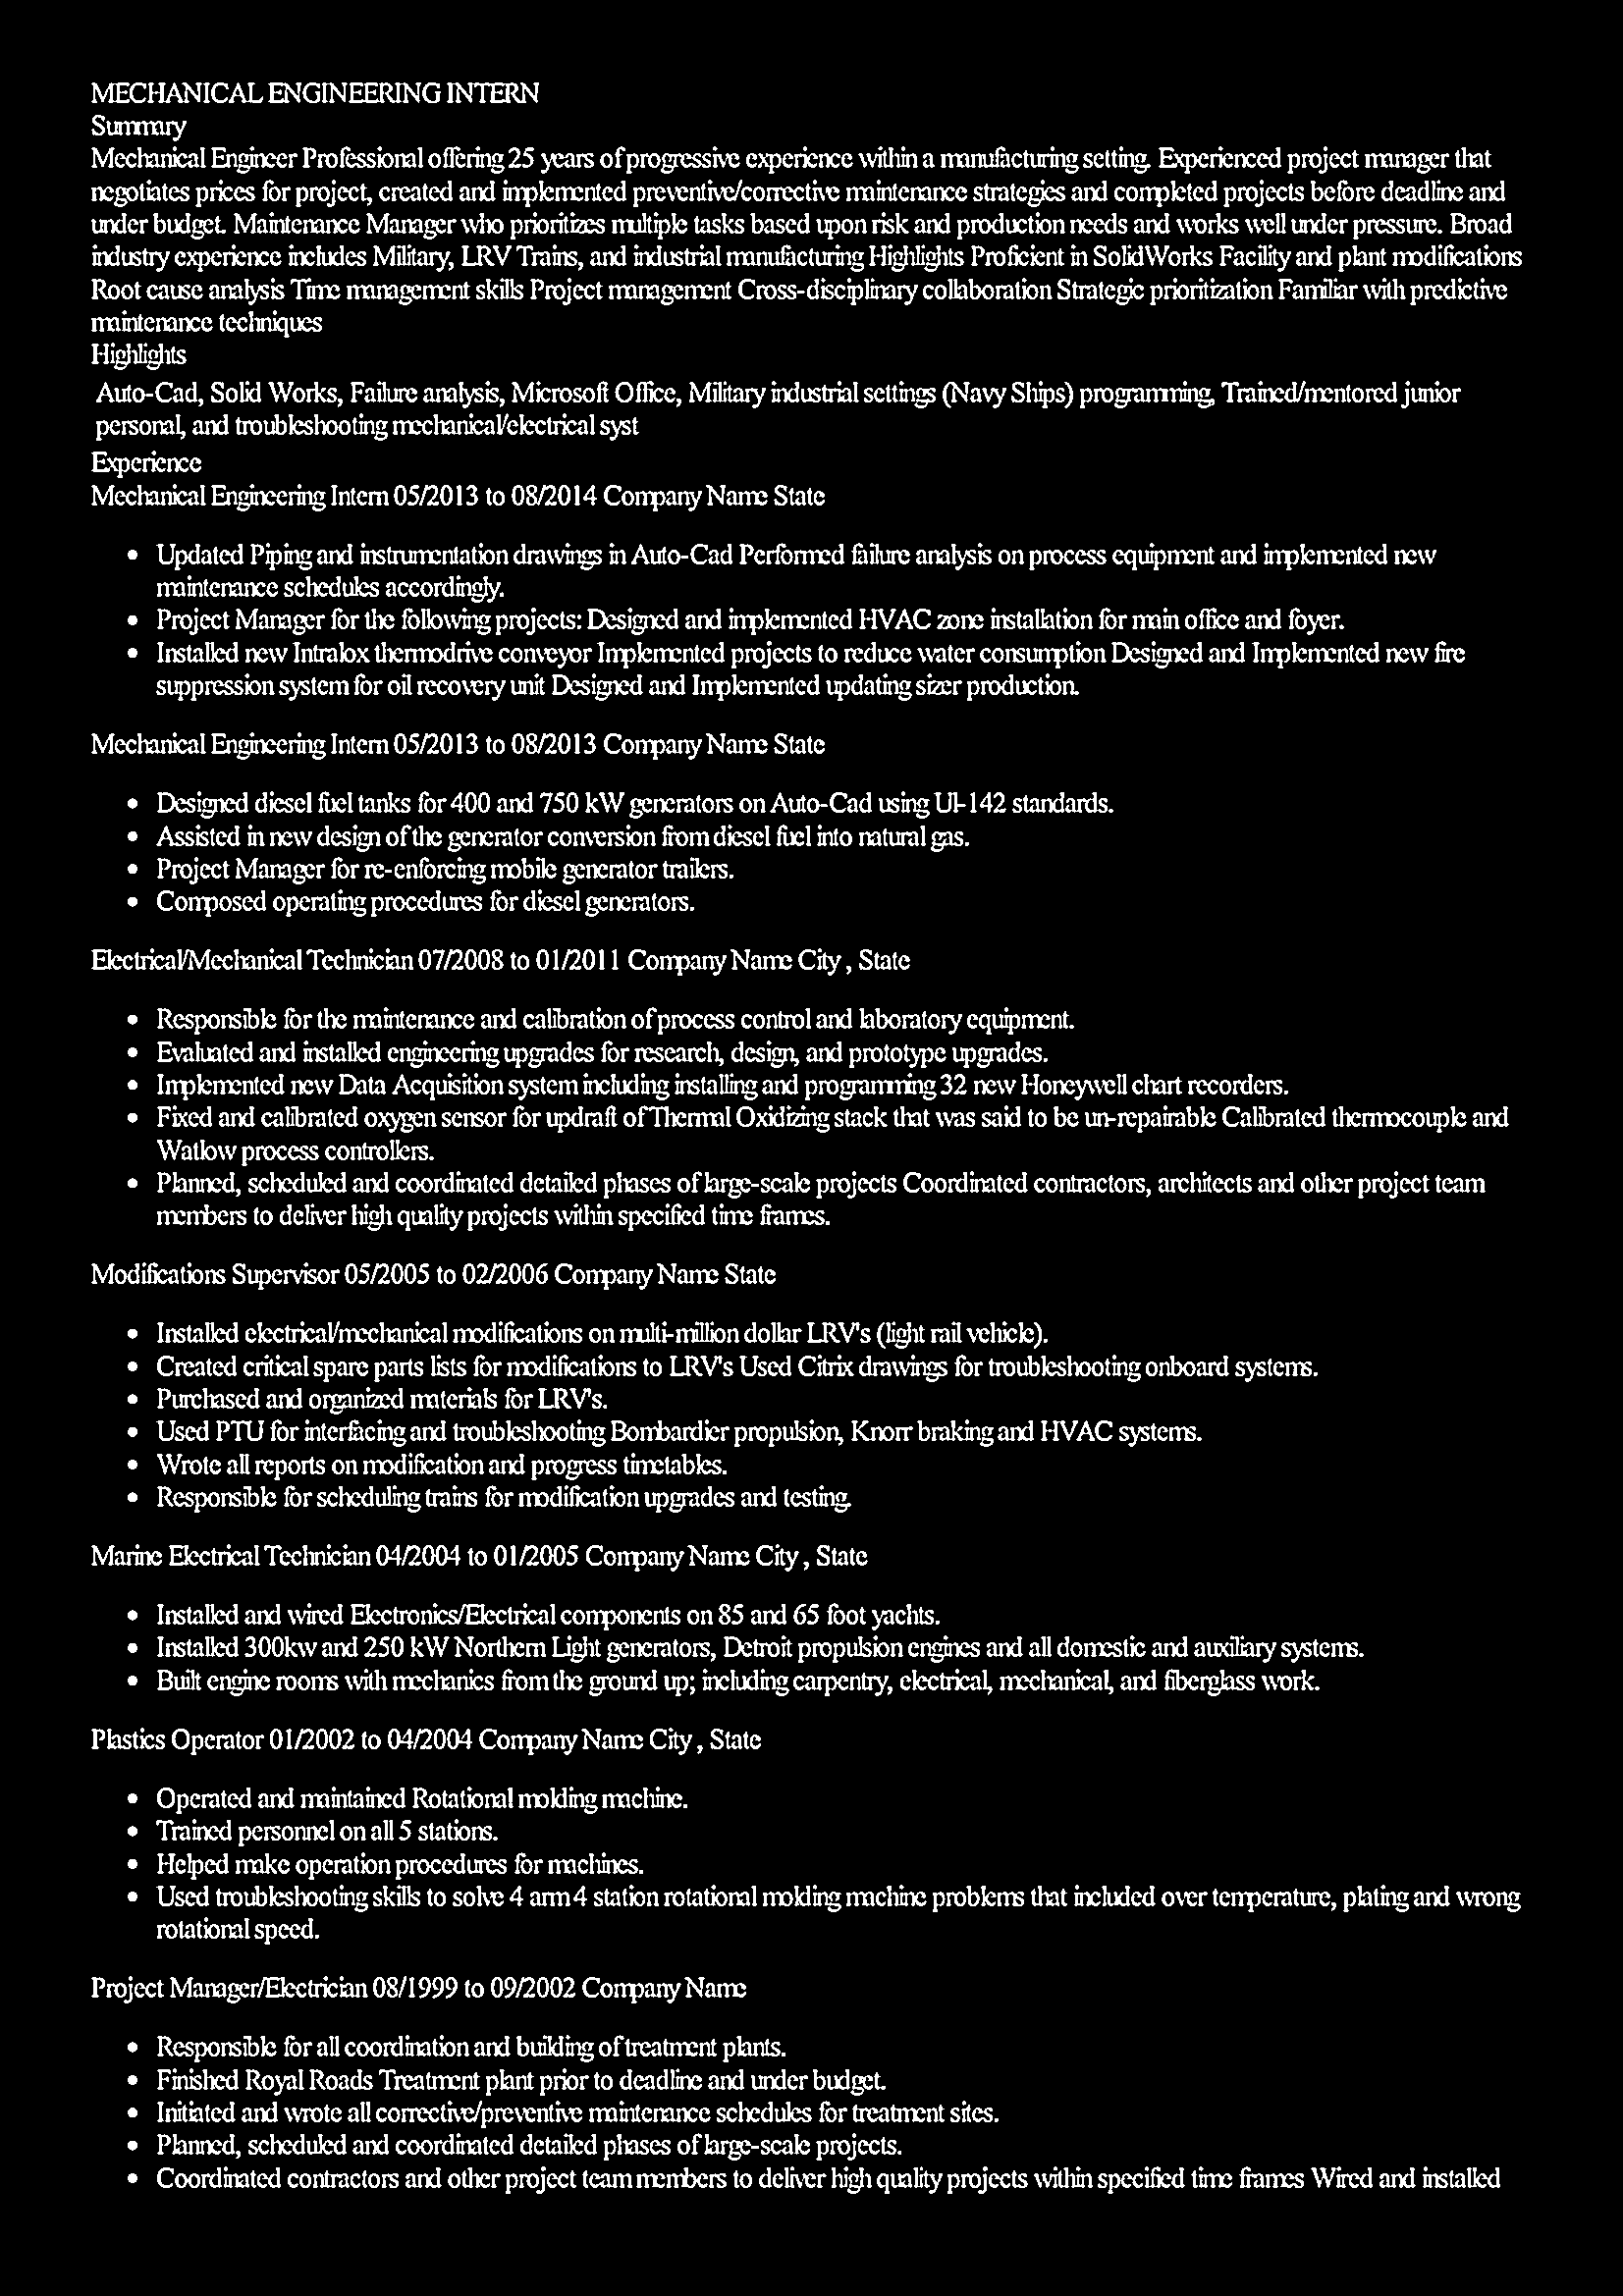 MECHANICAL ENGINEERING INTERN
Summary
Mechanical Engineer Professional offering 25 years of progressive experience within a manufacturing setting. Experienced project manager that
negotiates prices for project, created and implemented preventive/corrective maintenance strategies and completed projects before deadline and
under budget. Maintenance Manager who prioritizes multiple tasks based upon risk and production needs and works well under pressure. Broad
industry experience includes Military, LRV Trains, and industrial manufacturing Highlights Proficient in SolidWorks Facility and plant modifications
Root cause analysis Time management skills Project management Cross-disciplinary collaboration Strategic prioritization Familiar with predictive
maintenance techniques
Highlights
Auto-Cad, Solid Works, Failure analysis, Microsoft Office, Military industrial settings (Navy Ships) programming, Trained/mentored junior
personal, and troubleshooting mechanical/electrical syst
Experience
Mechanical Engineering Intern 05/2013 to 08/2014 Company Name State
• Updated Piping and instrumentation drawings in Auto-Cad Performed failure analysis on process equipment and implemented new
maintenance schedules accordingly.
• Project Manager for the following projects: Designed and implemented HVAC zone installation for main office and foyer.
• Installed new Intralox thermodrive conveyor Implemented projects to reduce water consumption Designed and Implemented new fire
suppression system for oil recovery unit Designed and Implemented updating sizer production.
Mechanical Engineering Intern 05/2013 to 08/2013 Company Name State
• Designed diesel fuel tanks for 400 and 750 kW generators on Auto-Cad using Ul-142 standards.
• Assisted in new design of the generator conversion from diesel fuel into natural gas.
• Project Manager for re-enforcing mobile generator trailers.
• Composed operating procedures for diesel generators.
Electrical/Mechanical Technician 07/2008 to 01/2011 Company Name City , State
• Responsible for the maintenance and calibration of process control and laboratory equipment.
• Evaluated and installed engineering upgrades for research, design, and prototype upgrades.
• Implemented new Data Acquisition system including installing and programming 32 new Honeywell chart recorders.
• Fixed and calibrated oxygen sensor for updraft of Thermal Oxidizing stack that was said to be un-repairable Calibrated thermocouple and
Watlow process controllers.
• Planned, scheduled and coordinated detailed phases of large-scale projects Coordinated contractors, architects and other project team
members to deliver high quality projects within specified time frames.
Modifications Supervisor 05/2005 to 02/2006 Company Name State
• Installed electrical/mechanical modifications on multi-million dollar LRV's (light rail vehicle).
• Created critical spare parts lists for modifications to LRV's Used Citrix drawings for troubleshooting onboard systems.
• Purchased and organized materials for LRV's.
• Used PTU for interfacing and troubleshooting Bombardier propulsion, Knorr braking and HVAC systems.
• Wrote all reports on modification and progress timetables.
• Responsible for scheduling trains for modification upgrades and testing.
Marine Electrical Technician 04/2004 to 01/2005 Company Name City , State
• Installed and wired Electronics/Electrical components on 85 and 65 foot yachts.
• Installed 300kw and 250 kW Northern Light generators, Detroit propulsion engines and all domestic and auxiliary systems.
• Built engine rooms with mechanics from the ground up; including carpentry, electrical, mechanical, and fiberglass work.
Plastics Operator 01/2002 to 04/2004 Company Name City , State
• Operated and maintained Rotational molding machine.
• Trained personnel on all 5 stations.
• Helped make operation procedures for machines.
• Used troubleshooting skills to solve 4 arm 4 station rotational molding machine problems that included over temperature, plating and wrong
rotational speed.
Project Manager/Electrician 08/1999 to 09/2002 Company Name
• Responsible for all coordination and building of treatment plants.
• Finished Royal Roads Treatment plant prior to deadline and under budget.
• Initiated and wrote all corrective/preventive maintenance schedules for treatment sites.
• Planned, scheduled and coordinated detailed phases of large-scale projects.
• Coordinated contractors and other project team members to deliver high quality projects within specified time frames Wired and installed